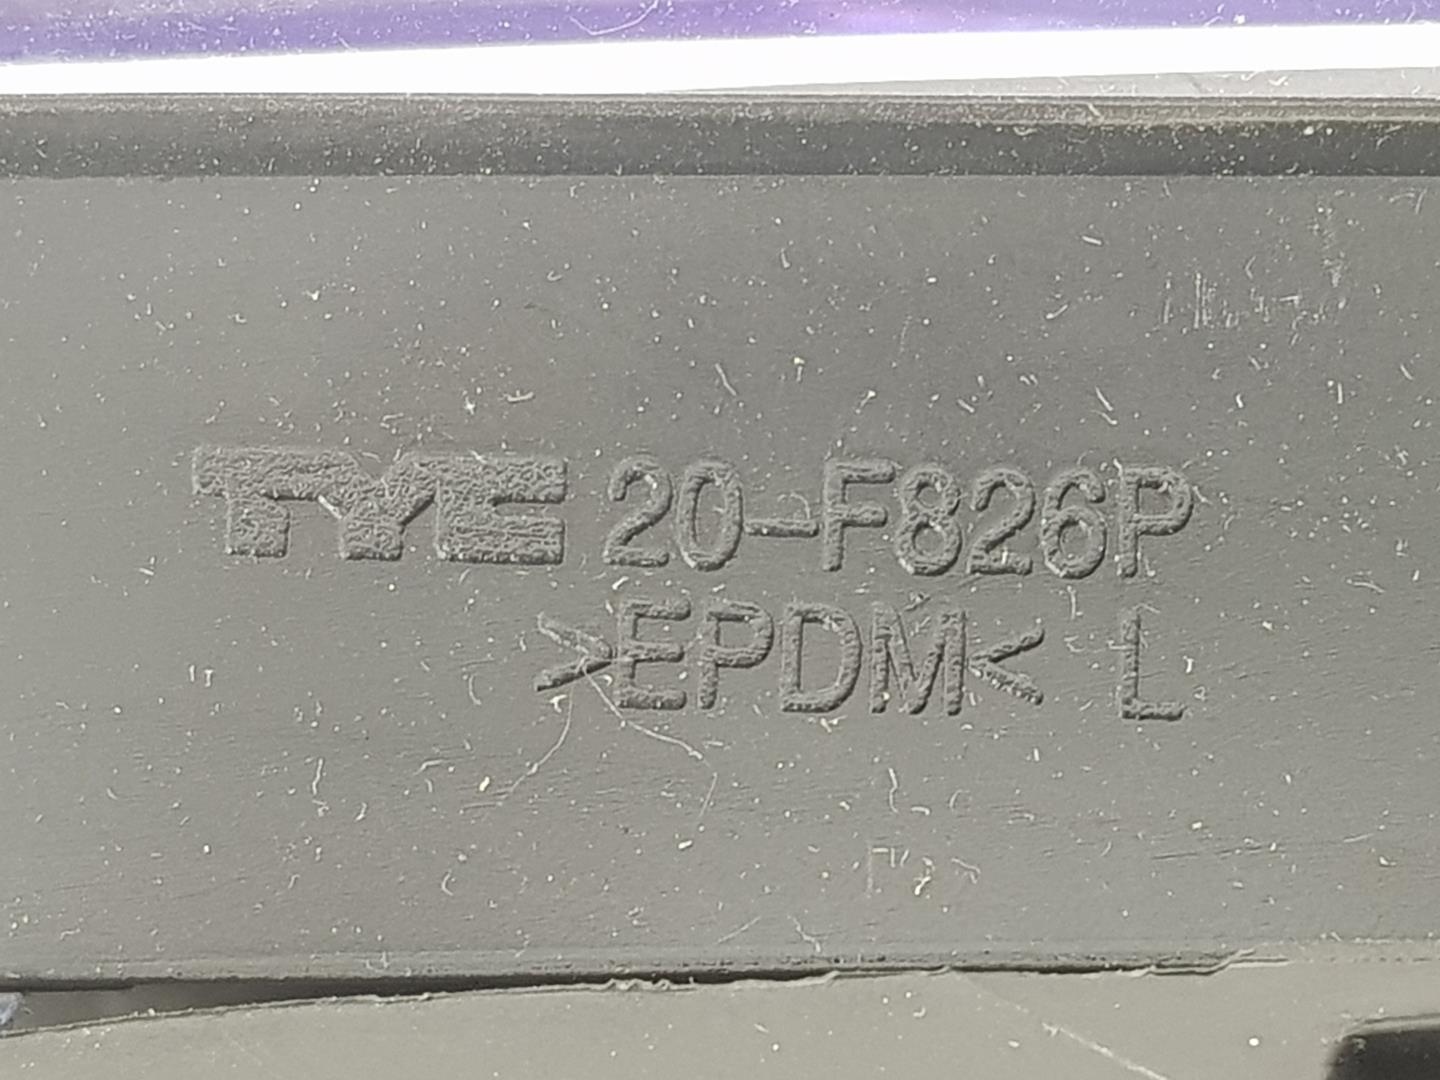 TYC 20-F826P
>EPDM< L